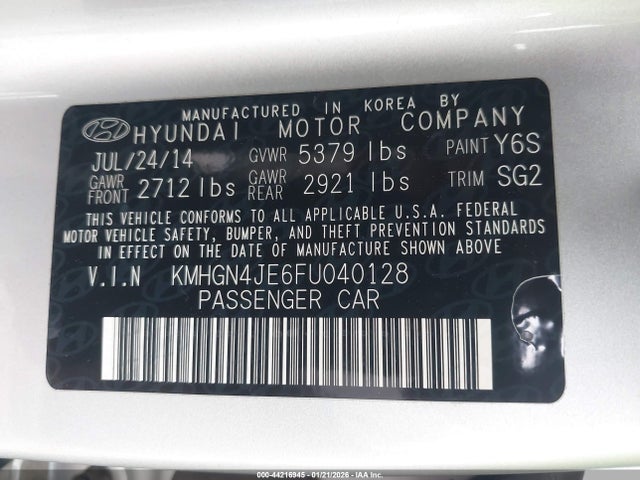 MANUFACTURED IN KOREA BY
HYUNDAI MOTOR COMPANY
JUL/24/14 GVWR 5379 lbs PAINT Y6S
GAWR FRONT 2712 lbs GAWR REAR 2921 lbs TRIM SG2
THIS VEHICLE CONFORMS TO ALL APPLICABLE U.S.A. FEDERAL
MOTOR VEHICLE SAFETY, BUMPER, AND THEFT PREVENTION STANDARDS
IN EFFECT ON THE DATE OF MANUFACTURE SHOWN ABOVE
V.I.N KMHGN4JE6FU040128
PASSENGER CAR
000-44216945 - 01/21/2026 - IAA, Inc.